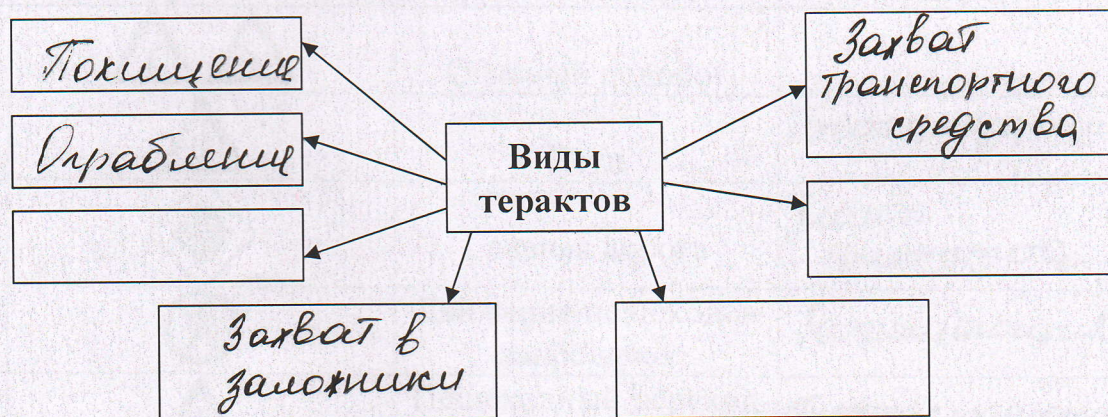 Похищение
Ограбление
Виды
терактов
Захват
транспортного
средства
Захват в
заложники